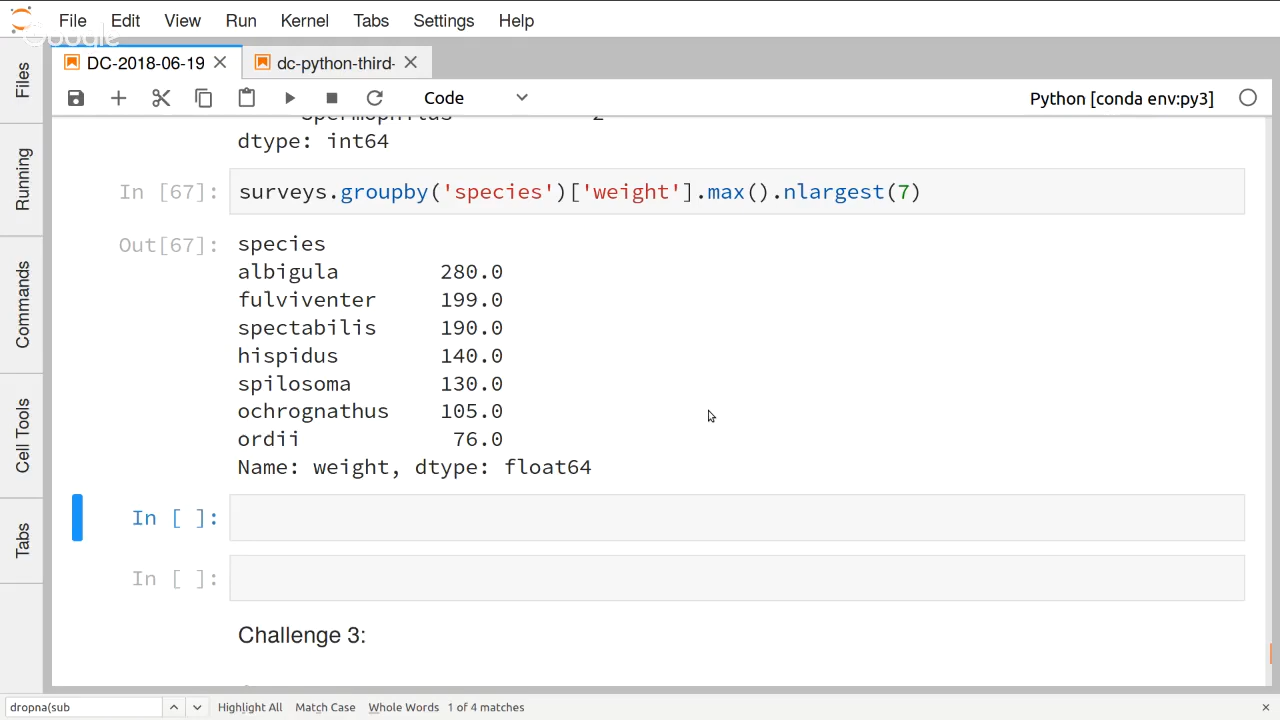 File Edit View Run Kernel Tabs Settings Help
Google
DC-2018-06-19
dc-python-third-
Code
Python [conda env:py3]
Files
Running
Commands
Cell Tools
Tabs
Spermophilus 2
dtype: int64
In [67]: surveys.groupby('species')['weight'].max().nlargest(7)
Out[67]: species
albigula 280.0
fulviventer 199.0
spectabilis 190.0
hispidus 140.0
spilosoma 130.0
ochrognathus 105.0
ordii 76.0
Name: weight, dtype: float64
In [ ]:
In [ ]:
Challenge 3:
dropna(sub Highlight All Match Case Whole Words 1 of 4 matches